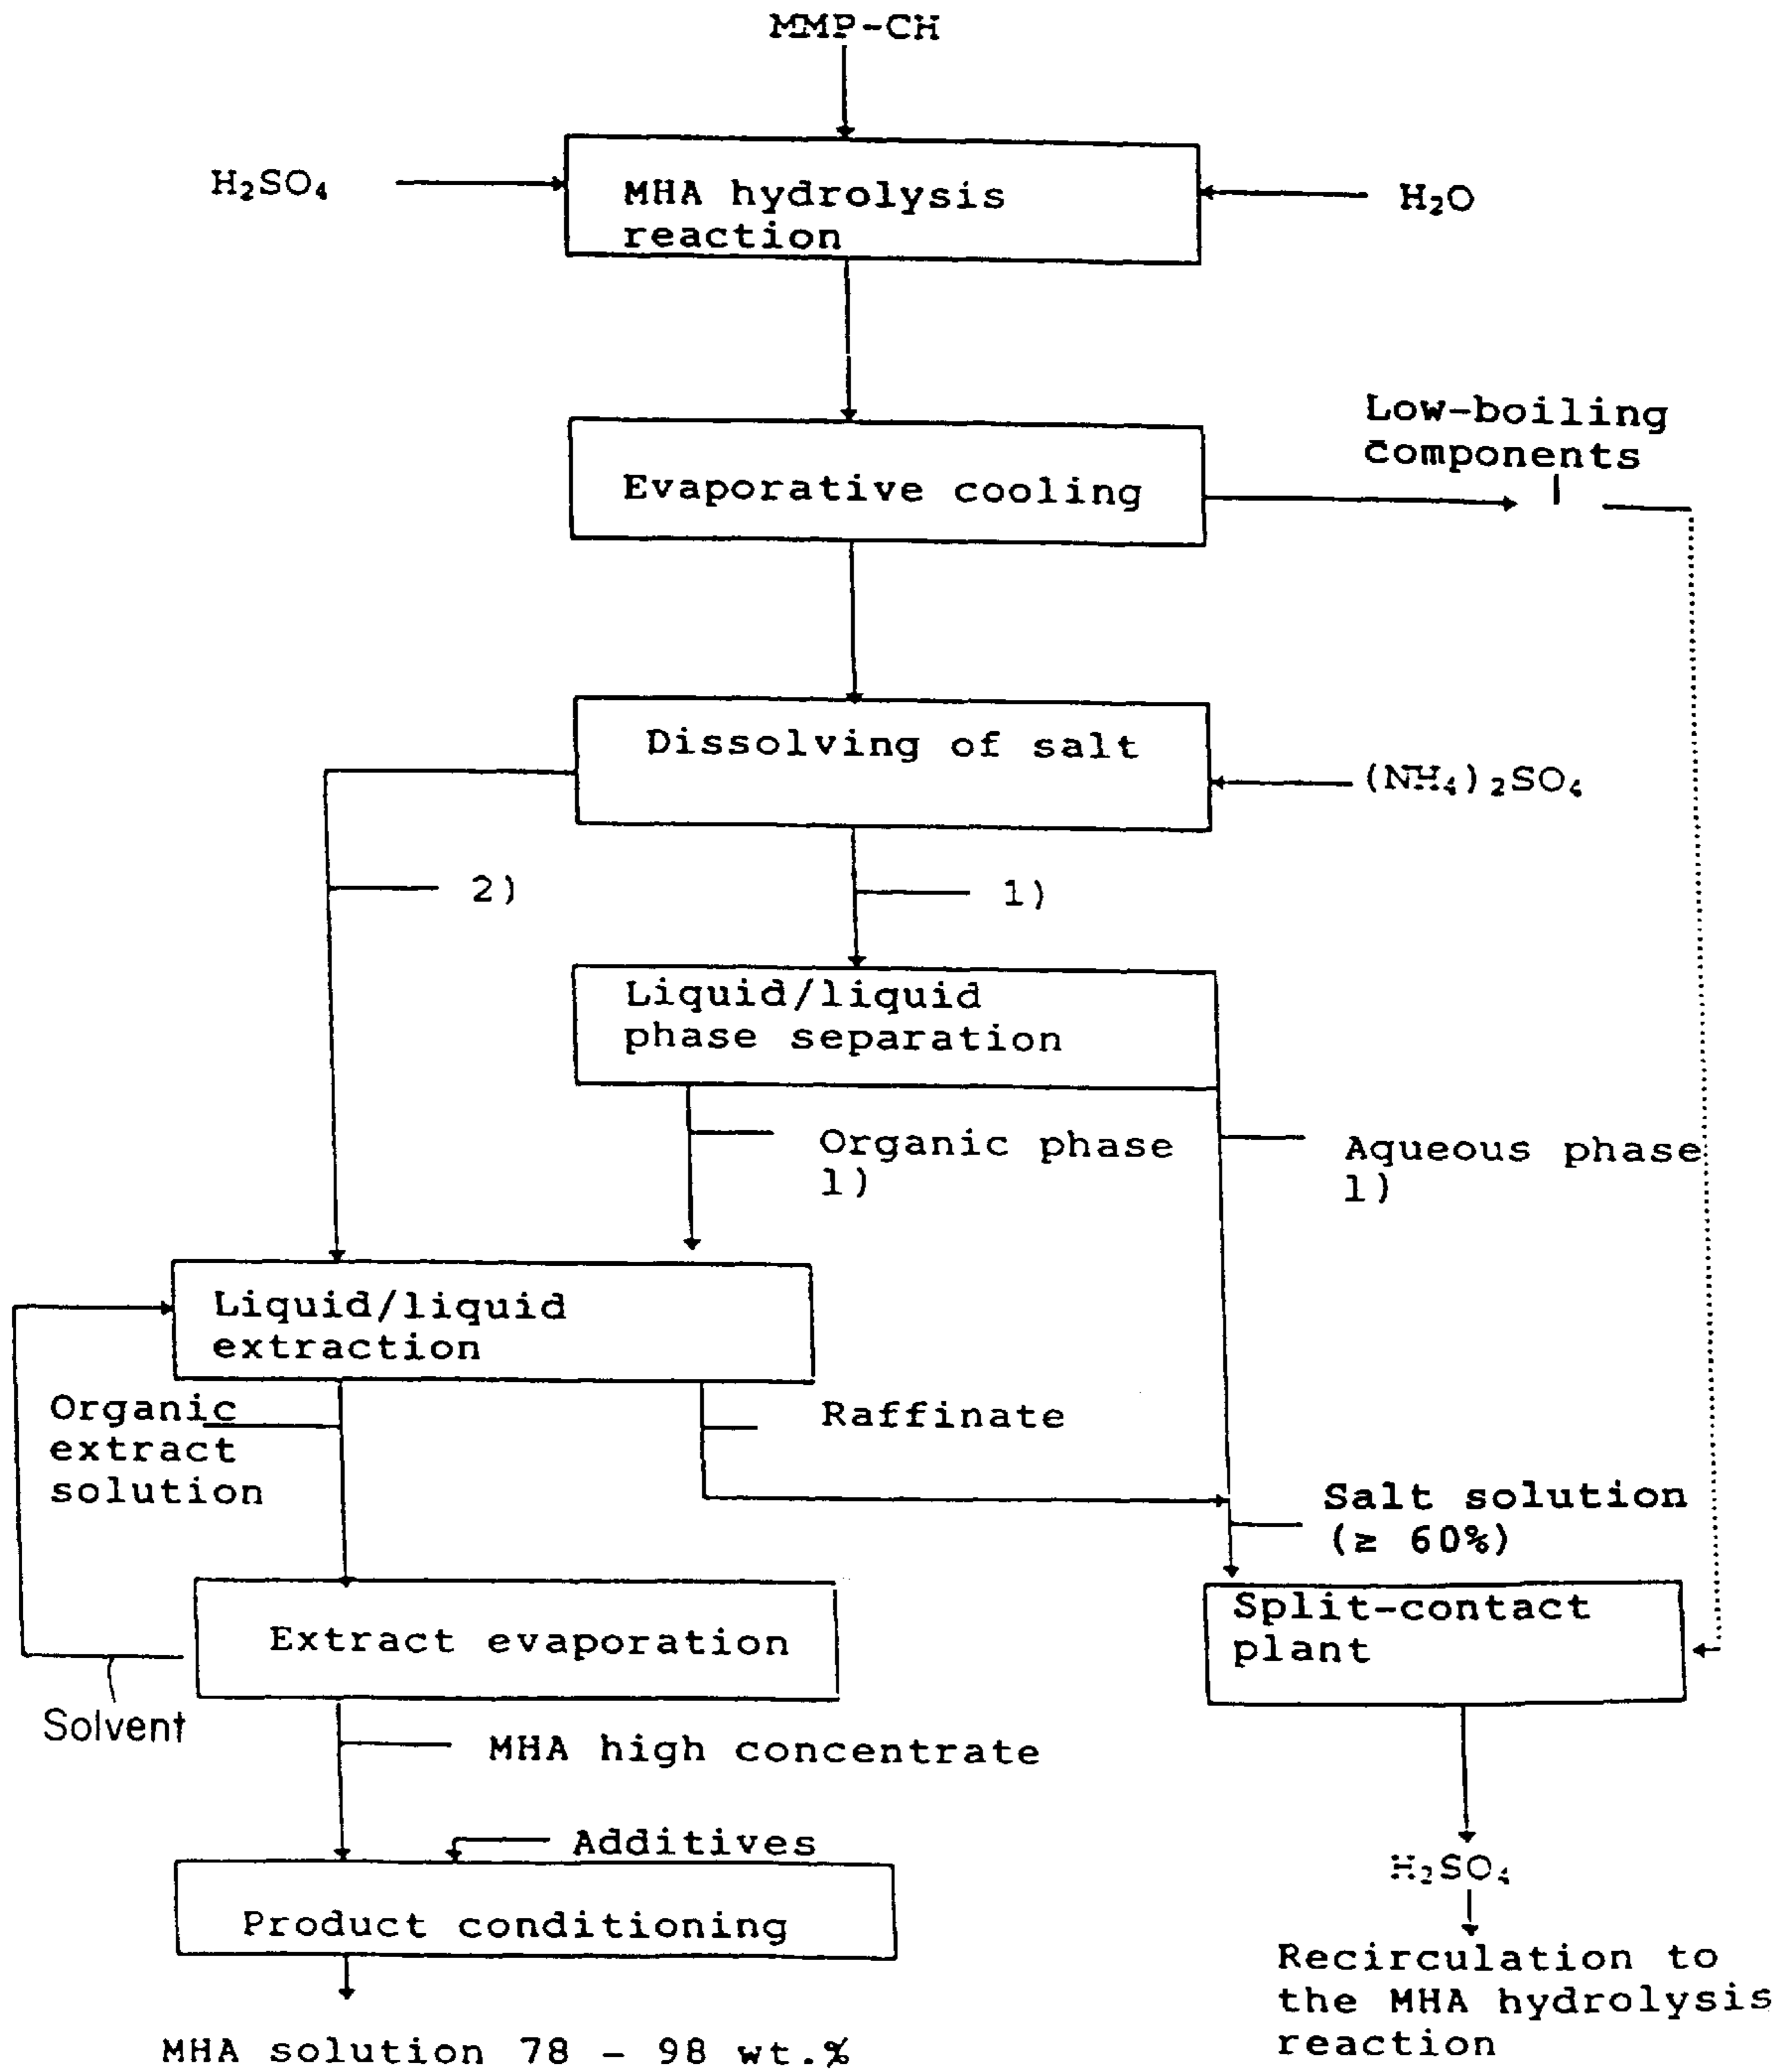 MMP-CH
H₂SO₄
MHA hydrolysis
reaction
H₂O
Low-boiling
components
Evaporative cooling
Dissolving of salt
(NH₄)₂SO₄
2)
1)
Liquid/liquid
phase separation
Organic phase
1)
Aqueous phase
1)
Liquid/liquid
extraction
Organic
extract
solution
Raffinate
Salt solution
(≥ 60%)
Extract evaporation
Split-contact
plant
Solvent
MHA high concentrate
Additives
H₂SO₄
Product conditioning
Recirculation to
the MHA hydrolysis
reaction
MHA solution 78 - 98 wt.%